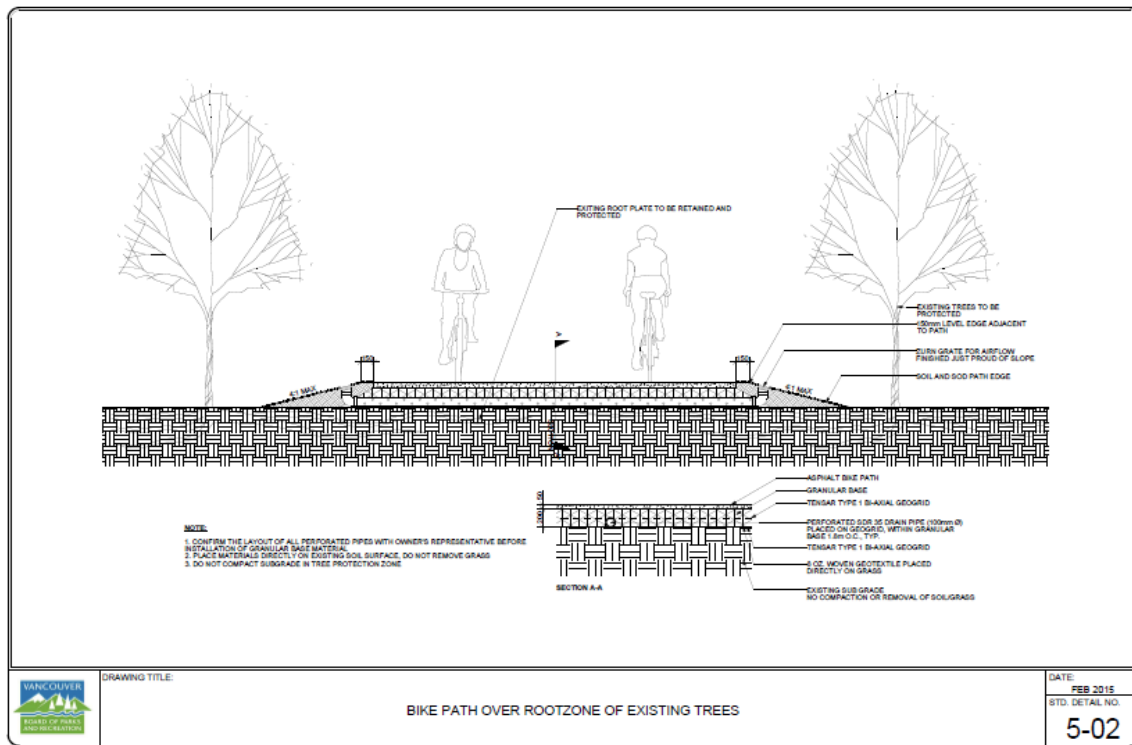 EXITING ROOT PLATE TO BE RETAINED AND
PROTECTED
EXISTING TREES TO BE
PROTECTED
150mm LEVEL EDGE ADJACENT
TO PATH
ZURN GRATE FOR AIRFLOW
FINISHED JUST PROUD OF SLOPE
SOIL AND SOD PATH EDGE
A
150
150
4:1 MAX
4:1 MAX
ASPHALT BIKE PATH
GRANULAR BASE
TENSAR TYPE 1 BI-AXIAL GEOGRID
PERFORATED SDR 35 DRAIN PIPE (100mm Ø)
PLACED ON GEOGRID, WITHIN GRANULAR
BASE 1.8m O.C., TYP.
TENSAR TYPE 1 BI-AXIAL GEOGRID
8 OZ. WOVEN GEOTEXTILE PLACED
DIRECTLY ON GRASS
EXISTING SUBGRADE
NO COMPACTION OR REMOVAL OF SOIL/GRASS
50
200
SECTION A-A
NOTE:
1. CONFIRM THE LAYOUT OF ALL PERFORATED PIPES WITH OWNER'S REPRESENTATIVE BEFORE
INSTALLATION OF GRANULAR BASE MATERIAL
2. PLACE MATERIALS DIRECTLY ON EXISTING SOIL SURFACE, DO NOT REMOVE GRASS
3. DO NOT COMPACT SUBGRADE IN TREE PROTECTION ZONE
VANCOUVER
BOARD OF PARKS
AND RECREATION
DRAWING TITLE:
BIKE PATH OVER ROOTZONE OF EXISTING TREES
DATE:
FEB 2015
STD. DETAIL NO.
5-02